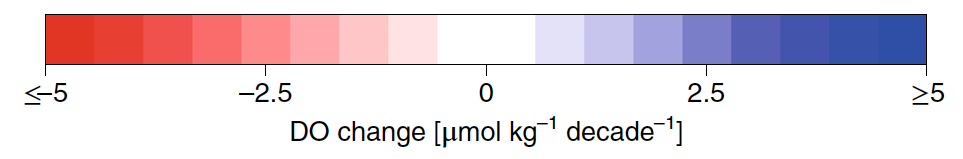 ≤−5 −2.5 0 2.5 ≥5
DO change [μmol kg⁻¹ decade⁻¹]